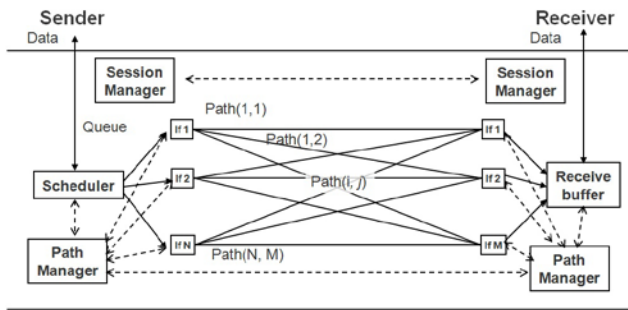 Sender
Receiver
Data
Data
Session
Manager
Session
Manager
Path(1,1)
Queue
If 1
If 1
Path(1,2)
Scheduler
If 2
Path(i, j)
If 2
Receive
buffer
Path
Manager
If N
Path(N, M)
If M
Path
Manager